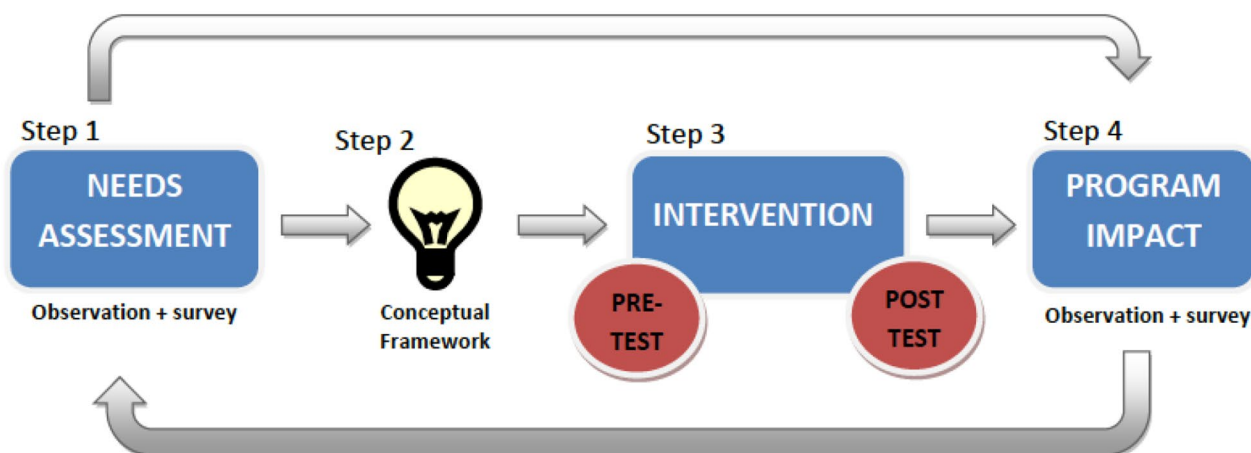 Step 1
NEEDS
ASSESSMENT
Observation + survey
Step 2
Conceptual
Framework
Step 3
INTERVENTION
PRE-
TEST
POST
TEST
Step 4
PROGRAM
IMPACT
Observation + survey